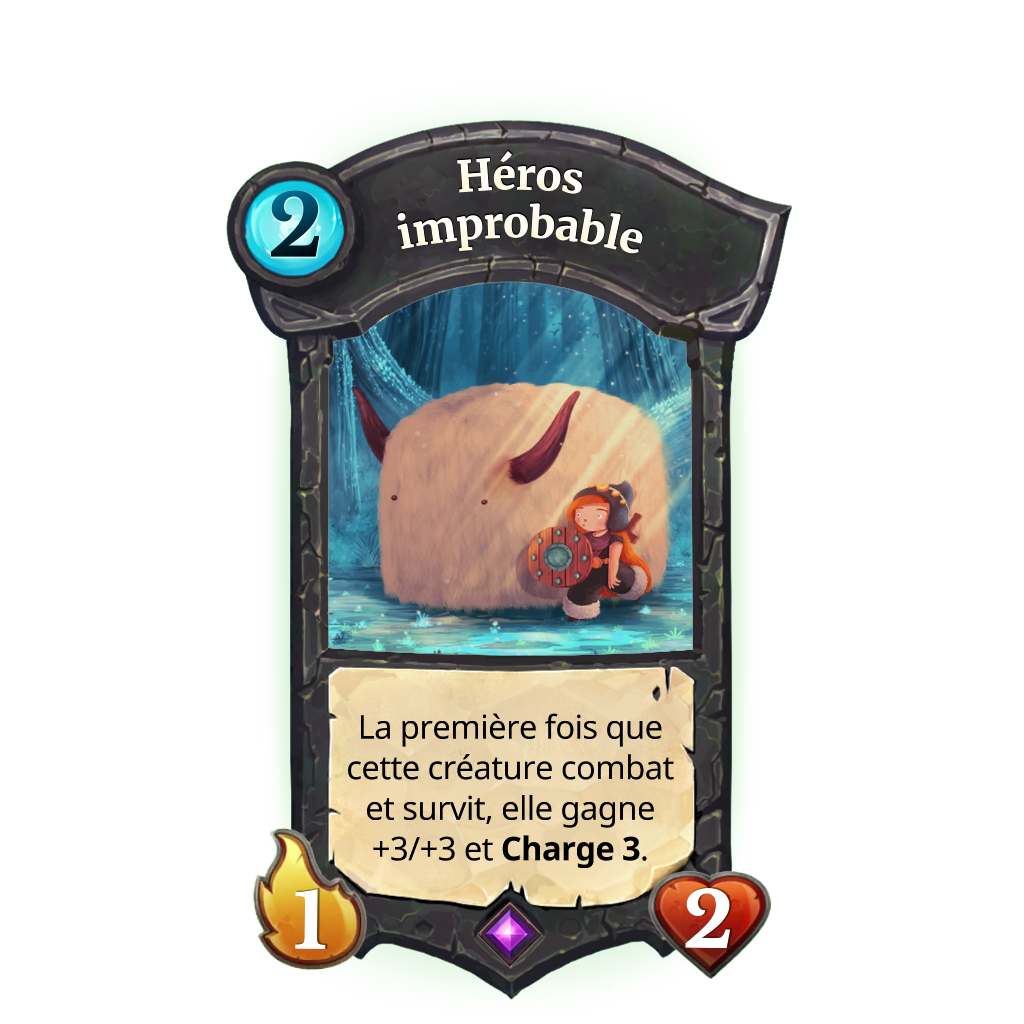 Héros
improbable
2
La première fois que
cette créature combat
et survit, elle gagne
+3/+3 et Charge 3.
1
2